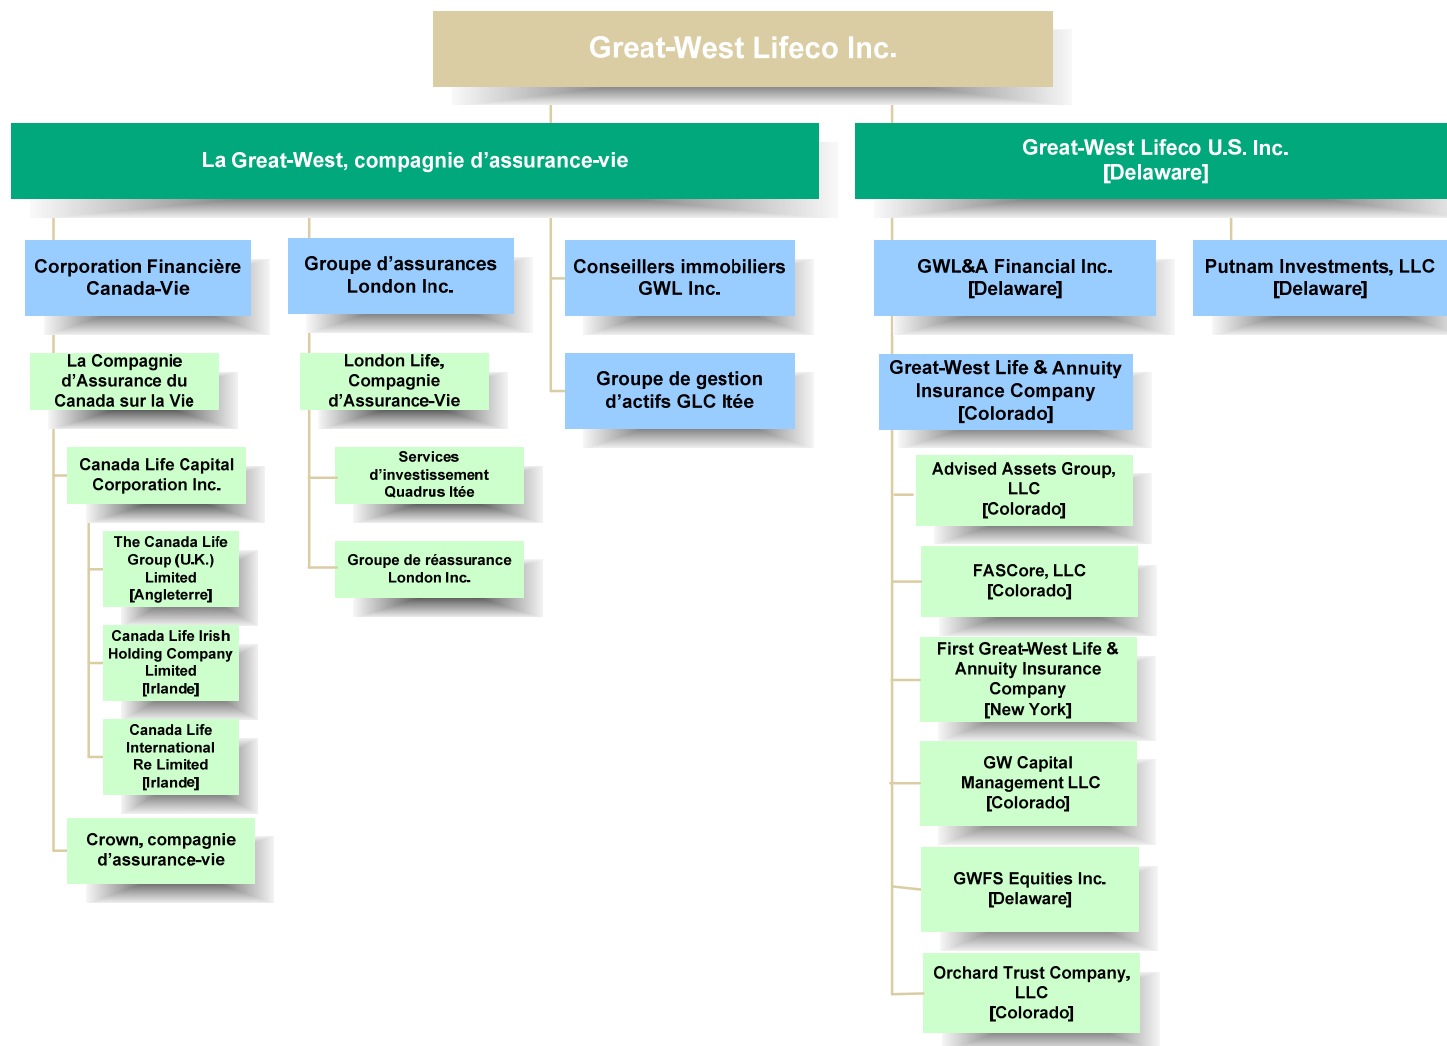 Great-West Lifeco Inc.
La Great-West, compagnie d’assurance-vie
Great-West Lifeco U.S. Inc.
[Delaware]
Corporation Financière
Canada-Vie
Groupe d’assurances
London Inc.
Conseillers immobiliers
GWL Inc.
GWL&A Financial Inc.
[Delaware]
Putnam Investments, LLC
[Delaware]
La Compagnie
d’Assurance du
Canada sur la Vie
London Life,
Compagnie
d’Assurance-Vie
Groupe de gestion
d’actifs GLC ltée
Great-West Life & Annuity
Insurance Company
[Colorado]
Canada Life Capital
Corporation Inc.
Services
d’investissement
Quadrus ltée
Advised Assets Group,
LLC
[Colorado]
The Canada Life
Group (U.K.)
Limited
[Angleterre]
Groupe de réassurance
London Inc.
FASCore, LLC
[Colorado]
Canada Life Irish
Holding Company
Limited
[Irlande]
First Great-West Life &
Annuity Insurance
Company
[New York]
Canada Life
International
Re Limited
[Irlande]
GW Capital
Management LLC
[Colorado]
Crown, compagnie
d’assurance-vie
GWFS Equities Inc.
[Delaware]
Orchard Trust Company,
LLC
[Colorado]